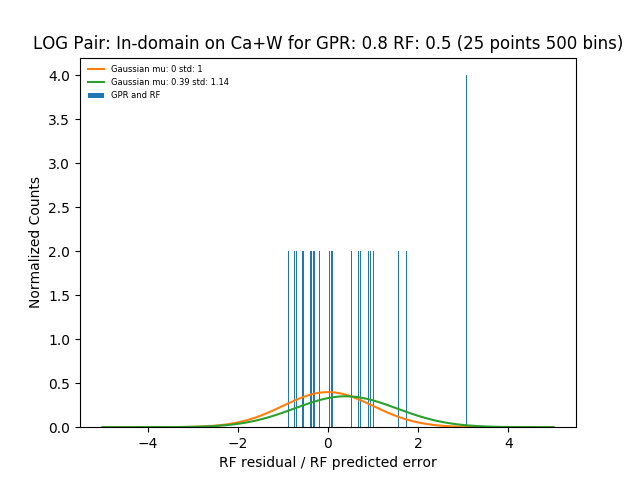 LOG Pair: In-domain on Ca+W for GPR: 0.8 RF: 0.5 (25 points 500 bins)
Gaussian mu: 0 std: 1
Gaussian mu: 0.39 std: 1.14
GPR and RF
4.0
3.5
3.0
2.5
2.0
1.5
1.0
0.5
0.0
Normalized Counts
−4 −2 0 2 4
RF residual / RF predicted error